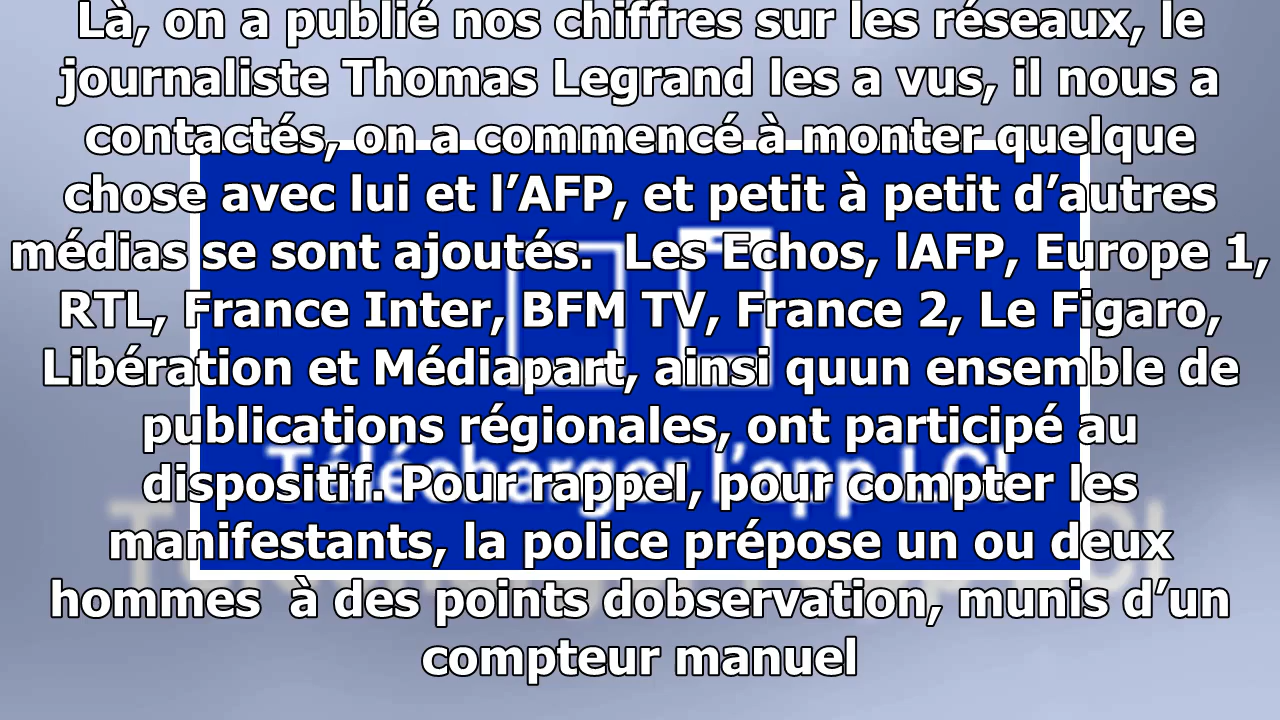 Là, on a publié nos chiffres sur les réseaux, le
journaliste Thomas Legrand les a vus, il nous a
contactés, on a commencé à monter quelque
chose avec lui et l’AFP, et petit à petit d’autres
médias se sont ajoutés.  Les Echos, lAFP, Europe 1,
RTL, France Inter, BFM TV, France 2, Le Figaro,
Libération et Médiapart, ainsi quun ensemble de
publications régionales, ont participé au
dispositif. Pour rappel, pour compter les
manifestants, la police prépose un ou deux
hommes  à des points dobservation, munis d’un
compteur manuel
Télécharger l’app LCI